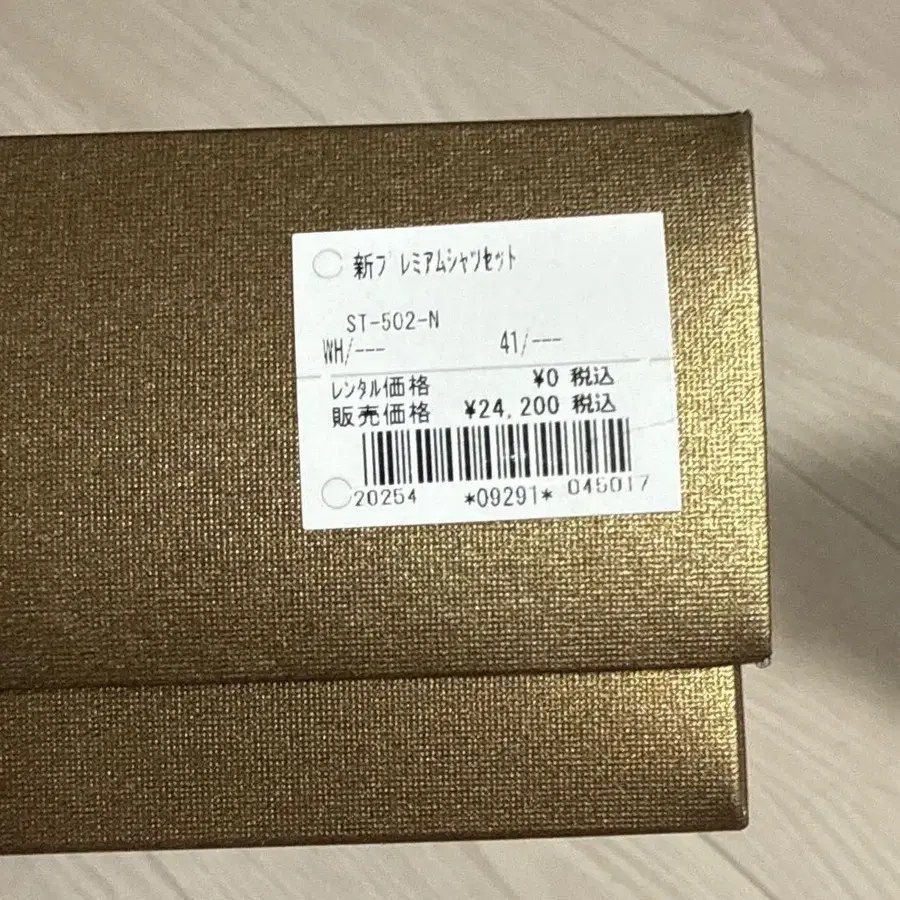 新プレミアムシャツセット
ST-502-N
WH/--- 41/---
レンタル価格 ¥0 税込
販売価格 ¥24,200 税込
20254 *09291* 045017